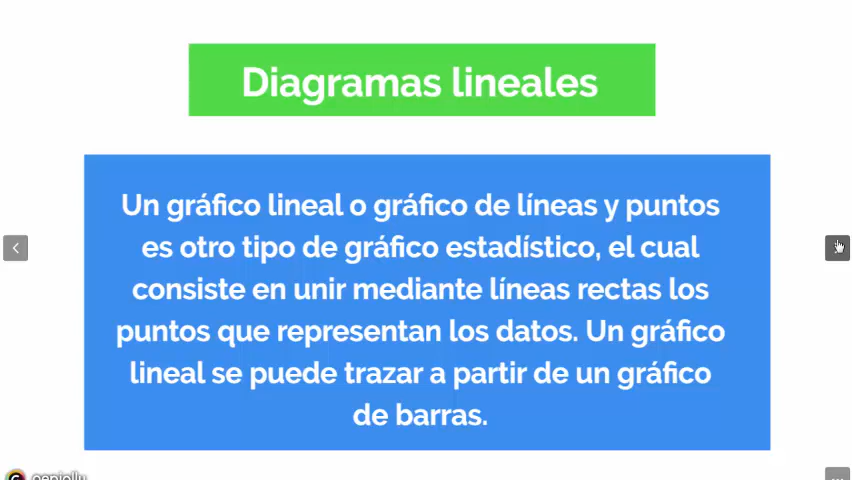 Diagramas lineales
Un gráfico lineal o gráfico de líneas y puntos
es otro tipo de gráfico estadístico, el cual
consiste en unir mediante líneas rectas los
puntos que representan los datos. Un gráfico
lineal se puede trazar a partir de un gráfico
de barras.